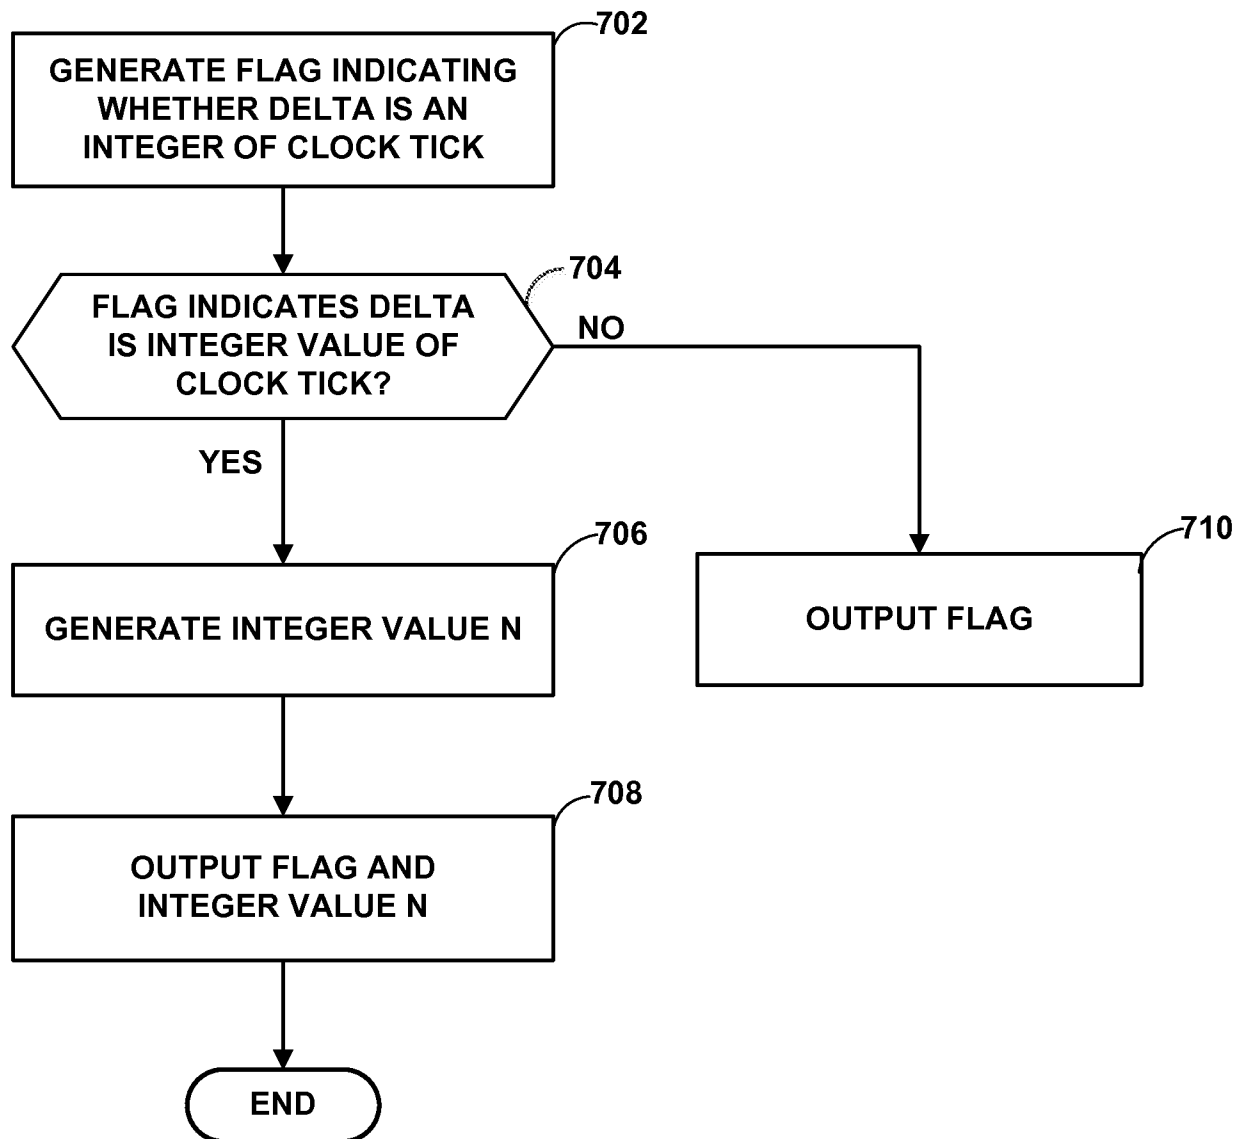 702
GENERATE FLAG INDICATING
WHETHER DELTA IS AN
INTEGER OF CLOCK TICK
704
FLAG INDICATES DELTA
IS INTEGER VALUE OF
CLOCK TICK?
NO
YES
706
GENERATE INTEGER VALUE N
710
OUTPUT FLAG
708
OUTPUT FLAG AND
INTEGER VALUE N
END